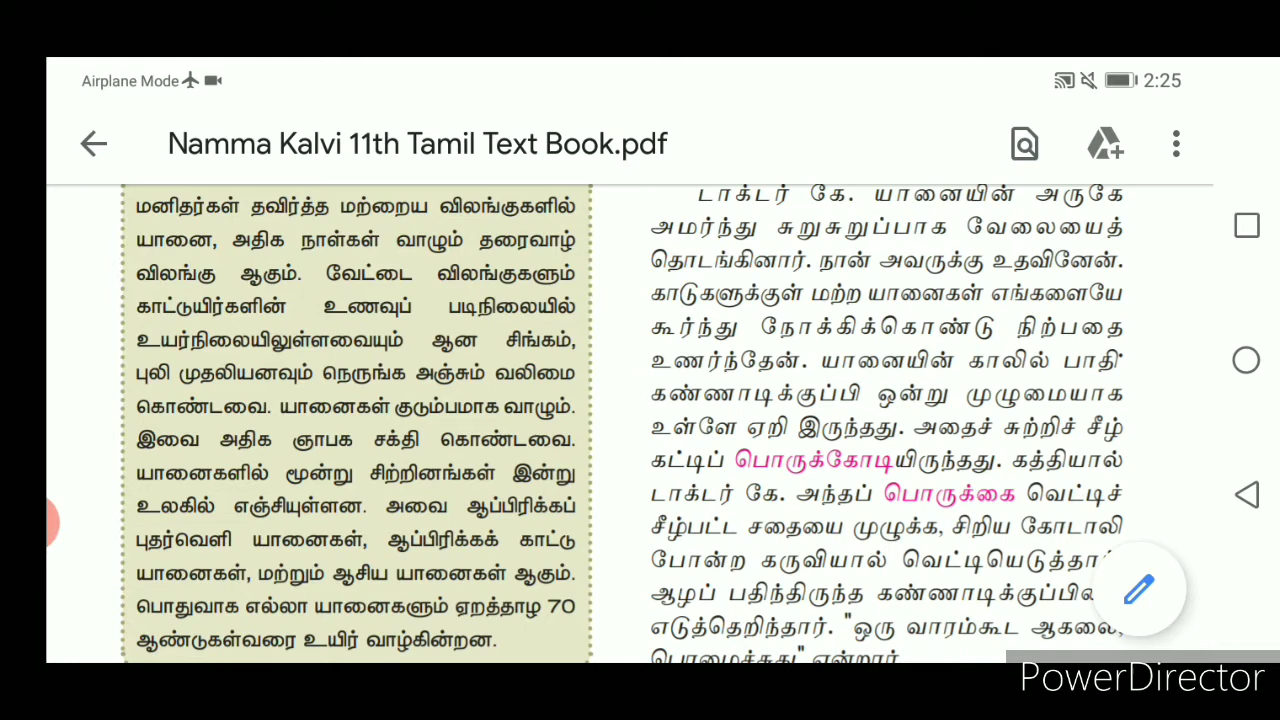 Airplane Mode
2:25
Namma Kalvi 11th Tamil Text Book.pdf
மனிதர்கள் தவிர்த்த மற்றைய விலங்குகளில்
யானை, அதிக நாள்கள் வாழும் தரைவாழ்
விலங்கு ஆகும். வேட்டை விலங்குகளும்
காட்டுயிர்களின் உணவுப் படிநிலையில்
உயர்நிலையிலுள்ளவையும் ஆன சிங்கம்,
புலி முதலியனவும் நெருங்க அஞ்சும் வலிமை
கொண்டவை. யானைகள் குடும்பமாக வாழும்.
இவை அதிக ஞாபக சக்தி கொண்டவை.
யானைகளில் மூன்று சிற்றினங்கள் இன்று
உலகில் எஞ்சியுள்ளன. அவை ஆப்பிரிக்கப்
புதர்வெளி யானைகள், ஆப்பிரிக்கக் காட்டு
யானைகள், மற்றும் ஆசிய யானைகள் ஆகும்.
பொதுவாக எல்லா யானைகளும் ஏறத்தாழ 70
ஆண்டுகள்வரை உயிர் வாழ்கின்றன.
டாக்டர் கே. யானையின் அருகே
அமர்ந்து சுறுசுறுப்பாக வேலையைத்
தொடங்கினார். நான் அவருக்கு உதவினேன்.
காடுகளுக்குள் மற்ற யானைகள் எங்களையே
கூர்ந்து நோக்கிக்கொண்டு நிற்பதை
உணர்ந்தேன். யானையின் காலில் பாதி
கண்ணாடிக்குப்பி ஒன்று முழுமையாக
உள்ளே ஏறி இருந்தது. அதைச் சுற்றிச் சீழ்
கட்டிப் பொருக்கோடியிருந்தது. கத்தியால்
டாக்டர் கே. அந்தப் பொருக்கை வெட்டிச்
சீழ்பட்ட சதையை முழுக்க, சிறிய கோடாலி
போன்ற கருவியால்
ஆழப் பதிந்திருந்த
எடுத்தெறிந்தார். "ஒரு வாரம்கூட ஆகலை,
என்றார்
PowerDirector